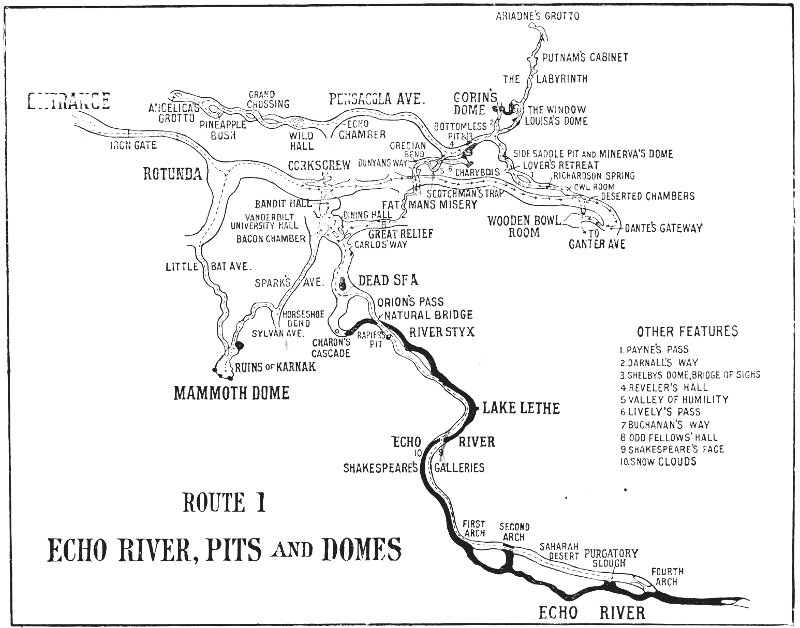 ARIADNE'S GROTTO
PUTNAM'S CABINET
THE LABYRINTH
ENTRANCE
ANGELICA'S
GROTTO
GRAND
CROSSING
PENSACOLA AVE.
GORIN'S
DOME
THE WINDOW
LOUISA'S DOME
PINEAPPLE
BUSH
WILD
HALL
ECHO
CHAMBER
BOTTOMLESS
PIT
IRON GATE
GRECIAN
BEND
SIDE SADDLE PIT AND MINERVA'S DOME
LOVER'S RETREAT
ROTUNDA
CORKSCREW
BUNYANS WAY
CHARYBDIS
RICHARDSON SPRING
OWL ROOM
SCOTCHMAN'S TRAP
DESERTED CHAMBERS
BANDIT HALL
FAT MANS MISERY
VANDERBILT
UNIVERSITY HALL
DINING HALL
GREAT RELIEF
WOODEN BOWL
ROOM
DANTE'S GATEWAY
TO
GANTER AVE
BACON CHAMBER
CARLOS' WAY
LITTLE BAT AVE.
SPARK'S AVE.
DEAD SEA
ORION'S PASS
NATURAL BRIDGE
HORSESHOE
BEND
SYLVAN AVE.
RIVER STYX
CHARON'S
CASCADE
RAPIER'S
PIT
RUINS OF KARNAK
MAMMOTH DOME
LAKE LETHE
OTHER FEATURES
1. PAYNE'S PASS
2. DARNALL'S WAY
3. SHELBYS DOME, BRIDGE OF SIGHS
4. REVELER'S HALL
5 VALLEY OF HUMILITY
6 LIVELY'S PASS
7 BUCHANAN'S WAY
8 ODD FELLOWS' HALL
9 SHAKESPEARE'S FACE
10. SNOW CLOUDS
ECHO RIVER
10 9
SHAKESPEARE'S GALLERIES
ROUTE 1
ECHO RIVER, PITS AND DOMES
FIRST
ARCH
SECOND
ARCH
SAHARAH
DESERT
PURGATORY
SLOUGH
FOURTH
ARCH
ECHO RIVER